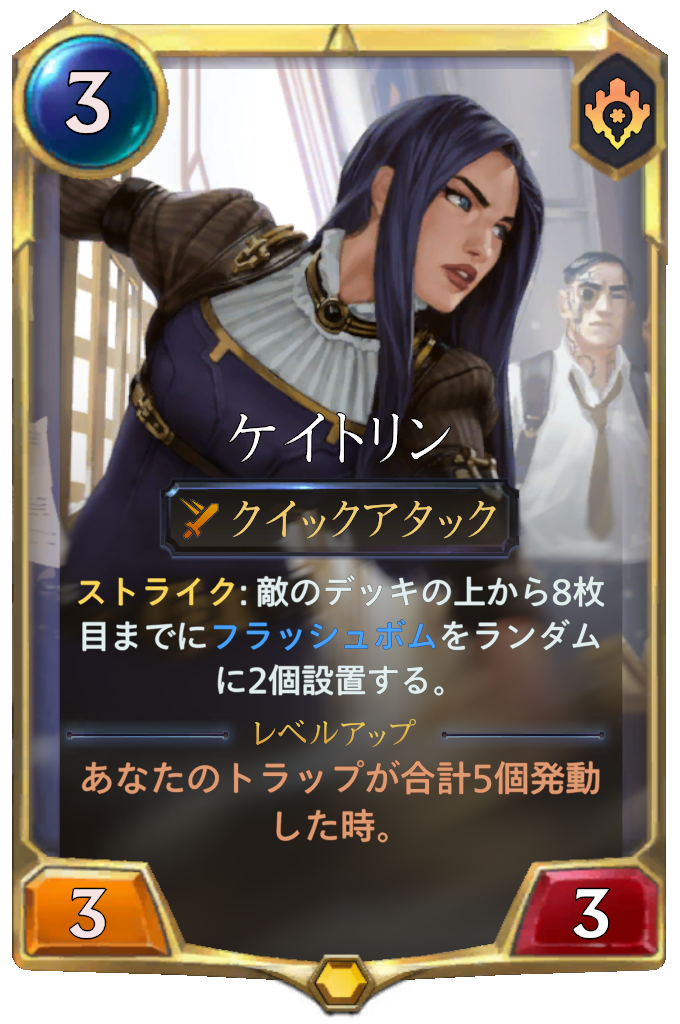 3
ケイトリン
クイックアタック
ストライク: 敵のデッキの上から8枚
目までにフラッシュボムをランダム
に2個設置する。
レベルアップ
あなたのトラップが合計5個発動
した時。
3 3